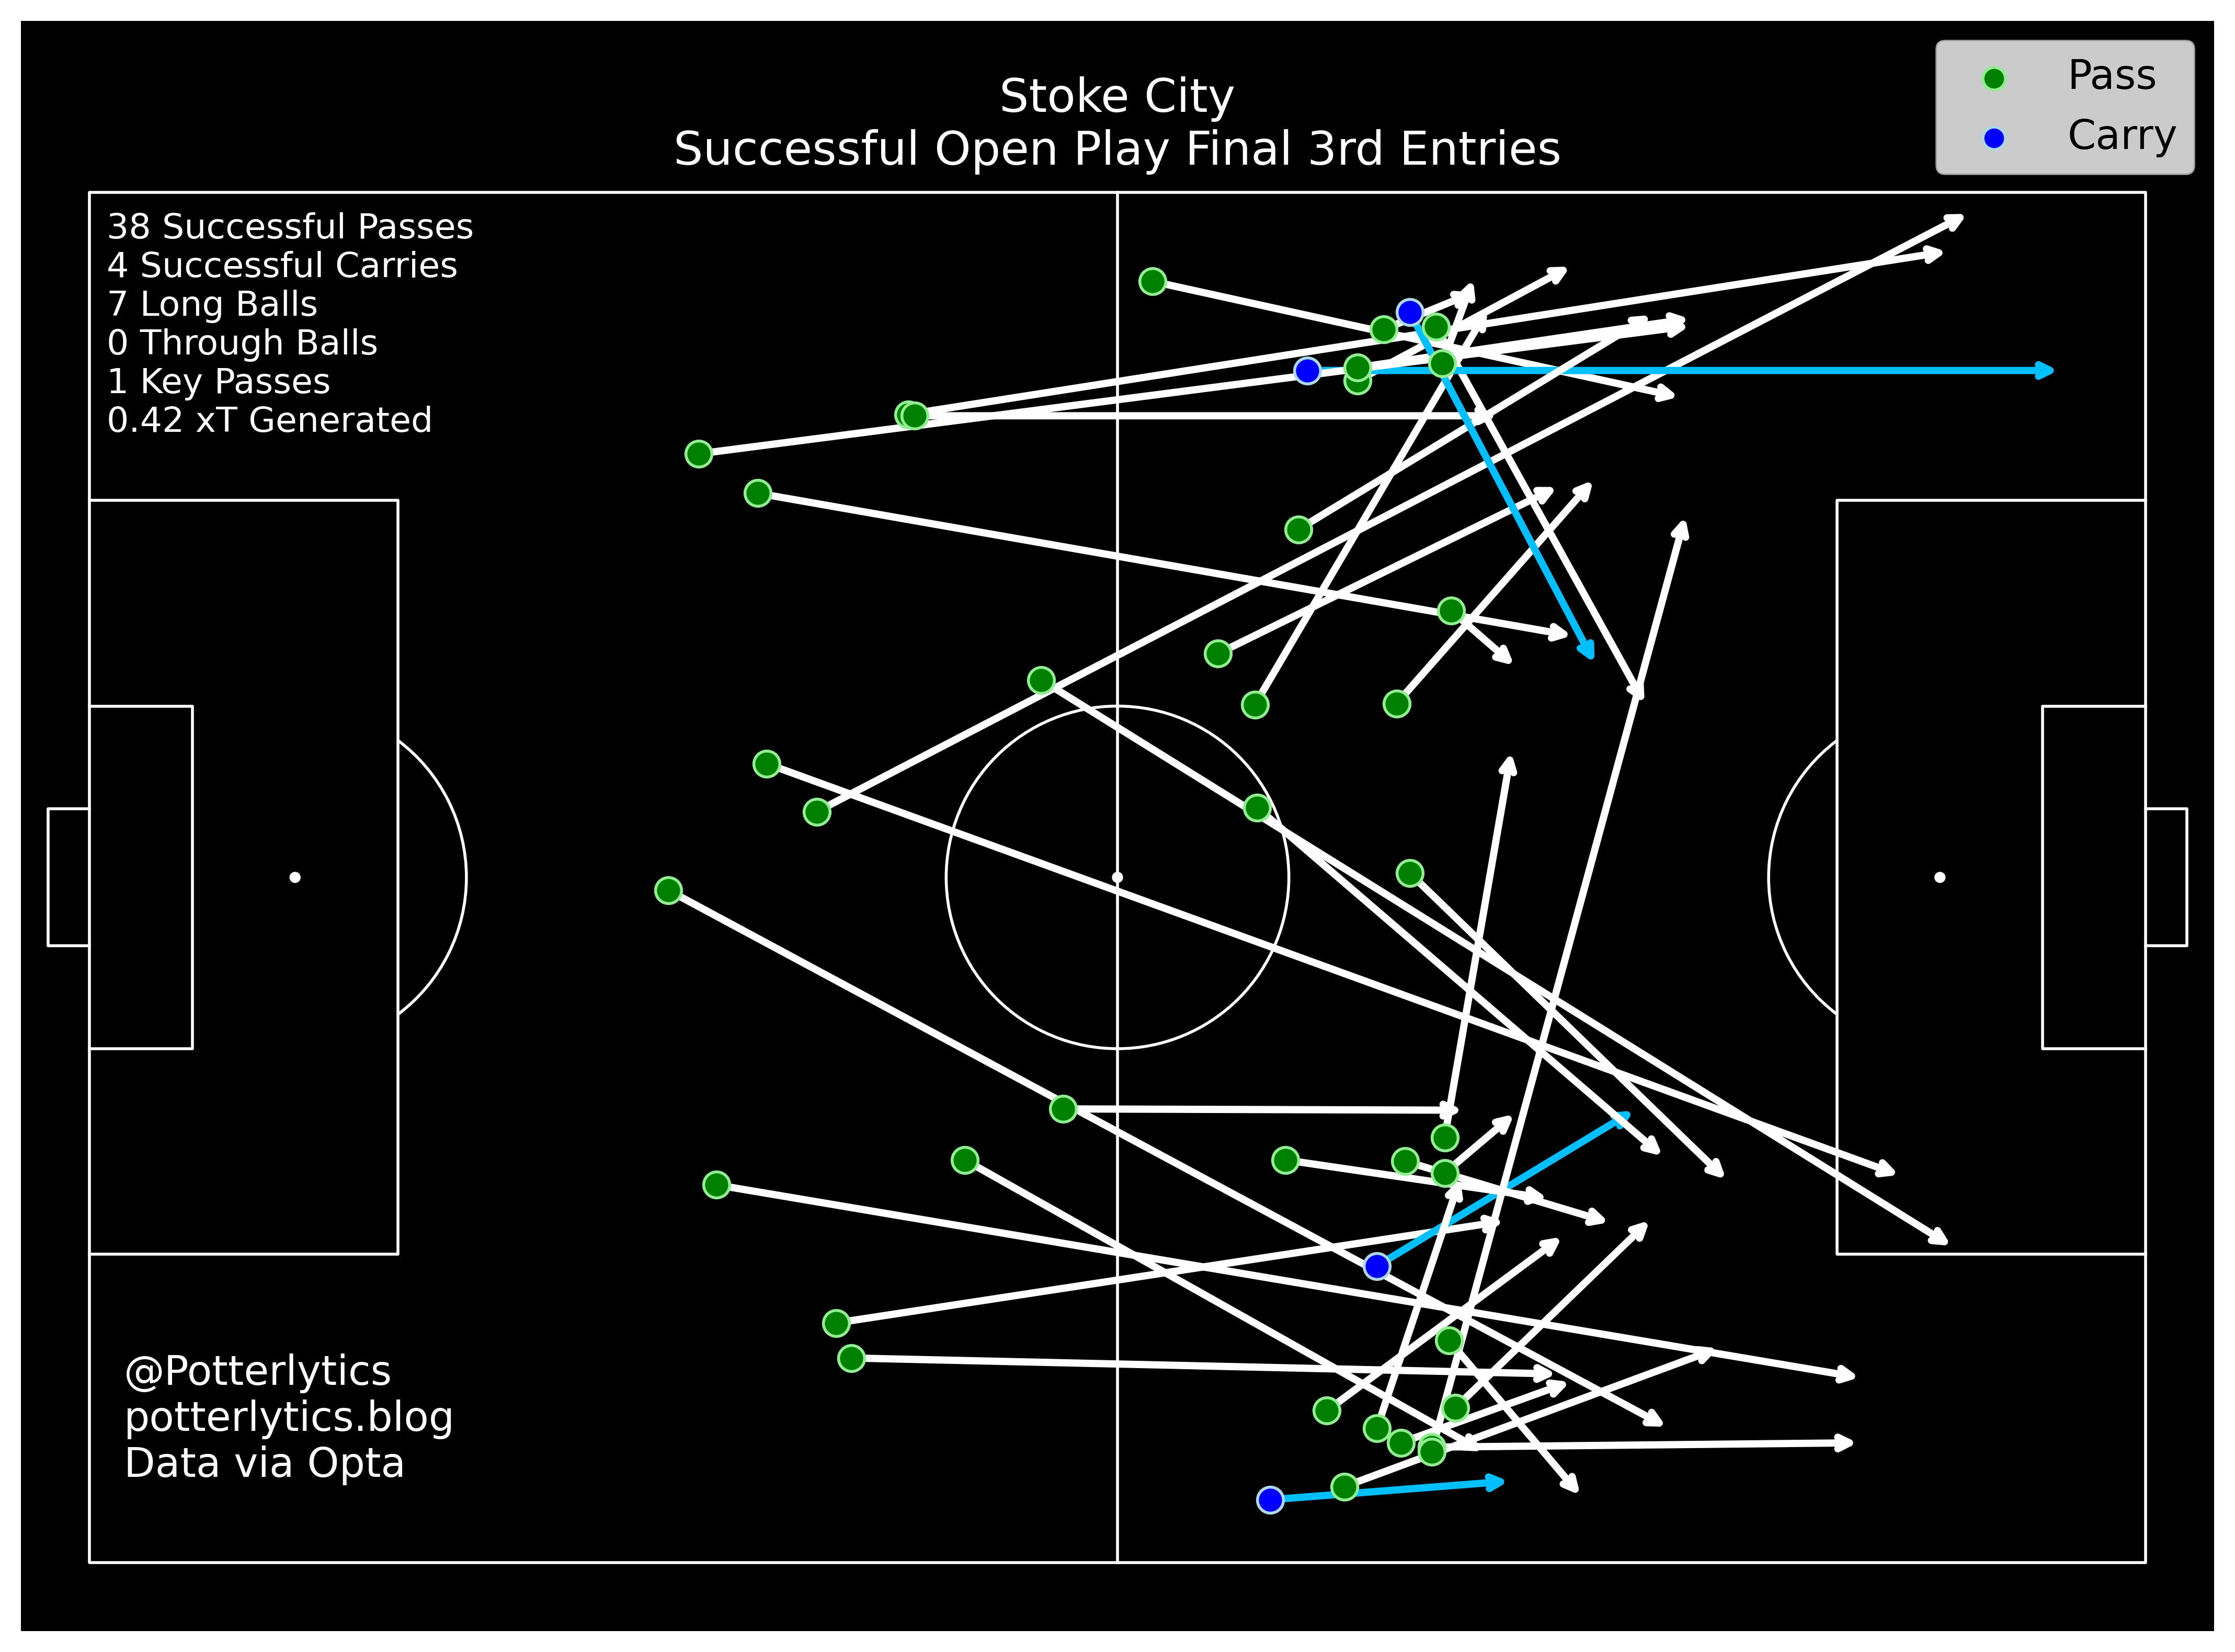 Stoke City
Successful Open Play Final 3rd Entries
Pass
Carry
38 Successful Passes
4 Successful Carries
7 Long Balls
0 Through Balls
1 Key Passes
0.42 xT Generated
@Potterlytics
potterlytics.blog
Data via Opta